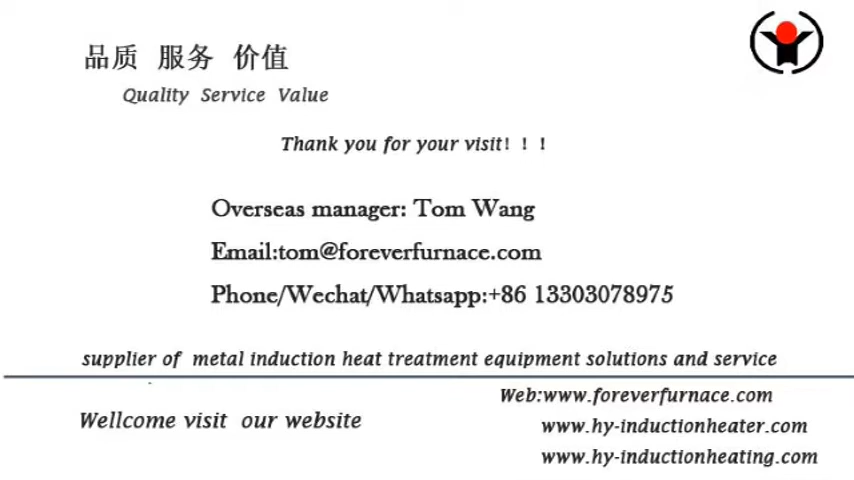 品质 服务 价值
Quality Service Value
Thank you for your visit！！！
Overseas manager: Tom Wang
Email:tom@foreverfurnace.com
Phone/Wechat/Whatsapp:+86 13303078975
supplier of metal induction heat treatment equipment solutions and service
Wellcome visit our website
Web:www.foreverfurnace.com
www.hy-inductionheater.com
www.hy-inductionheating.com